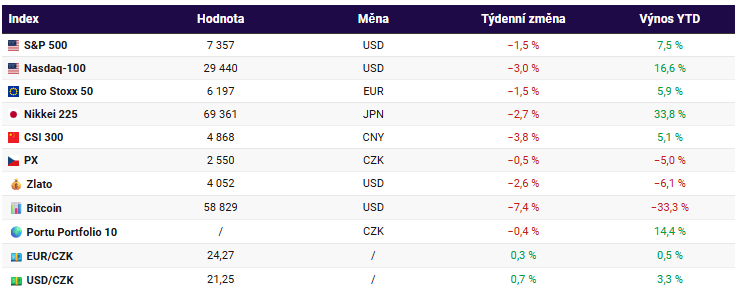 Index Hodnota Měna Týdenní změna Výnos YTD
S&P 500 7 357 USD −1,5 % 7,5 %
Nasdaq-100 29 440 USD −3,0 % 16,6 %
Euro Stoxx 50 6 197 EUR −1,5 % 5,9 %
Nikkei 225 69 361 JPN −2,7 % 33,8 %
CSI 300 4 868 CNY −3,8 % 5,1 %
PX 2 550 CZK −0,5 % −5,0 %
Zlato 4 052 USD −2,6 % −6,1 %
Bitcoin 58 829 USD −7,4 % −33,3 %
Portu Portfolio 10 / CZK −0,4 % 14,4 %
EUR/CZK 24,27 / 0,3 % 0,5 %
USD/CZK 21,25 / 0,7 % 3,3 %